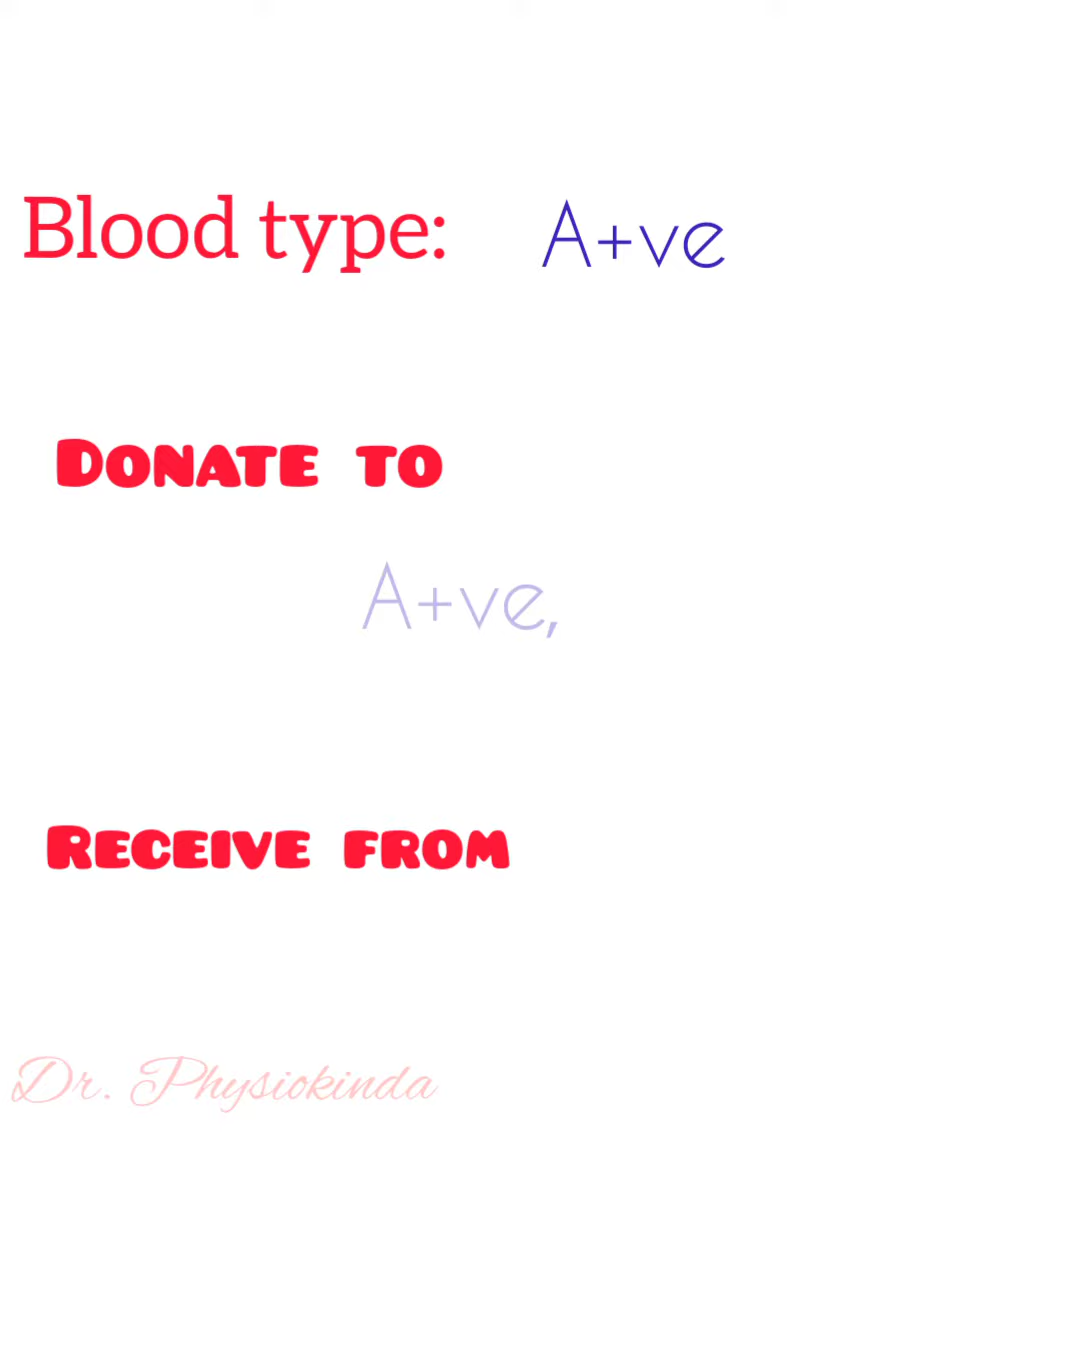 Blood type: A+ve
Donate to
A+ve,
Receive from
Dr. Physiokinda